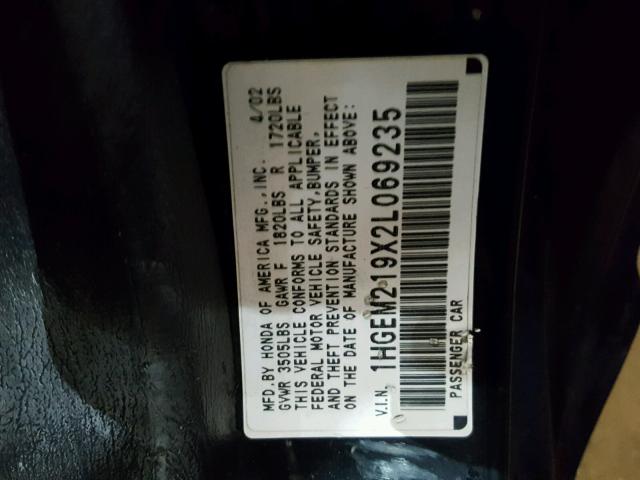 MFD.BY HONDA OF AMERICA MFG.,INC. 4/02
GVWR 3505LBS GAWR F 1820LBS R 1720LBS
THIS VEHICLE CONFORMS TO ALL APPLICABLE
FEDERAL MOTOR VEHICLE SAFETY,BUMPER,
AND THEFT PREVENTION STANDARDS IN EFFECT
ON THE DATE OF MANUFACTURE SHOWN ABOVE:
V.I.N. 1HGEM219X2L069235
PASSENGER CAR